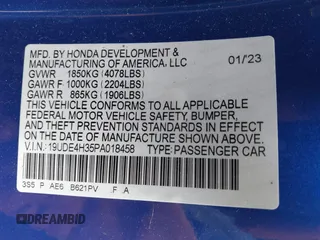 MFD. BY HONDA DEVELOPMENT &
MANUFACTURING OF AMERICA, LLC 01/23
GVWR 1850KG (4078LBS)
GAWR F 1000KG (2204LBS)
GAWR R 865KG (1906LBS)
THIS VEHICLE CONFORMS TO ALL APPLICABLE
FEDERAL MOTOR VEHICLE SAFETY, BUMPER,
AND THEFT PREVENTION STANDARDS IN EFFECT
ON THE DATE OF MANUFACTURE SHOWN ABOVE.
V.I.N.: 19UDE4H35PA018458 TYPE: PASSENGER CAR
3S5 P AE6 B621PV F A
DREAMBID